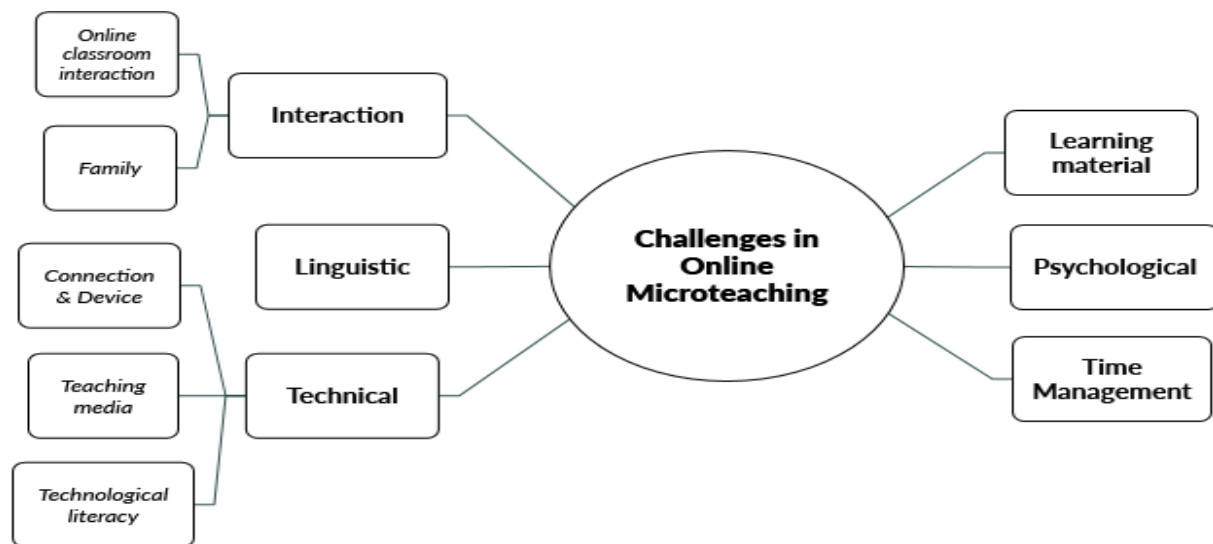 Online
classroom
interaction
Family
Interaction
Connection
& Device
Teaching
media
Technological
literacy
Linguistic
Technical
Challenges in
Online
Microteaching
Learning
material
Psychological
Time
Management